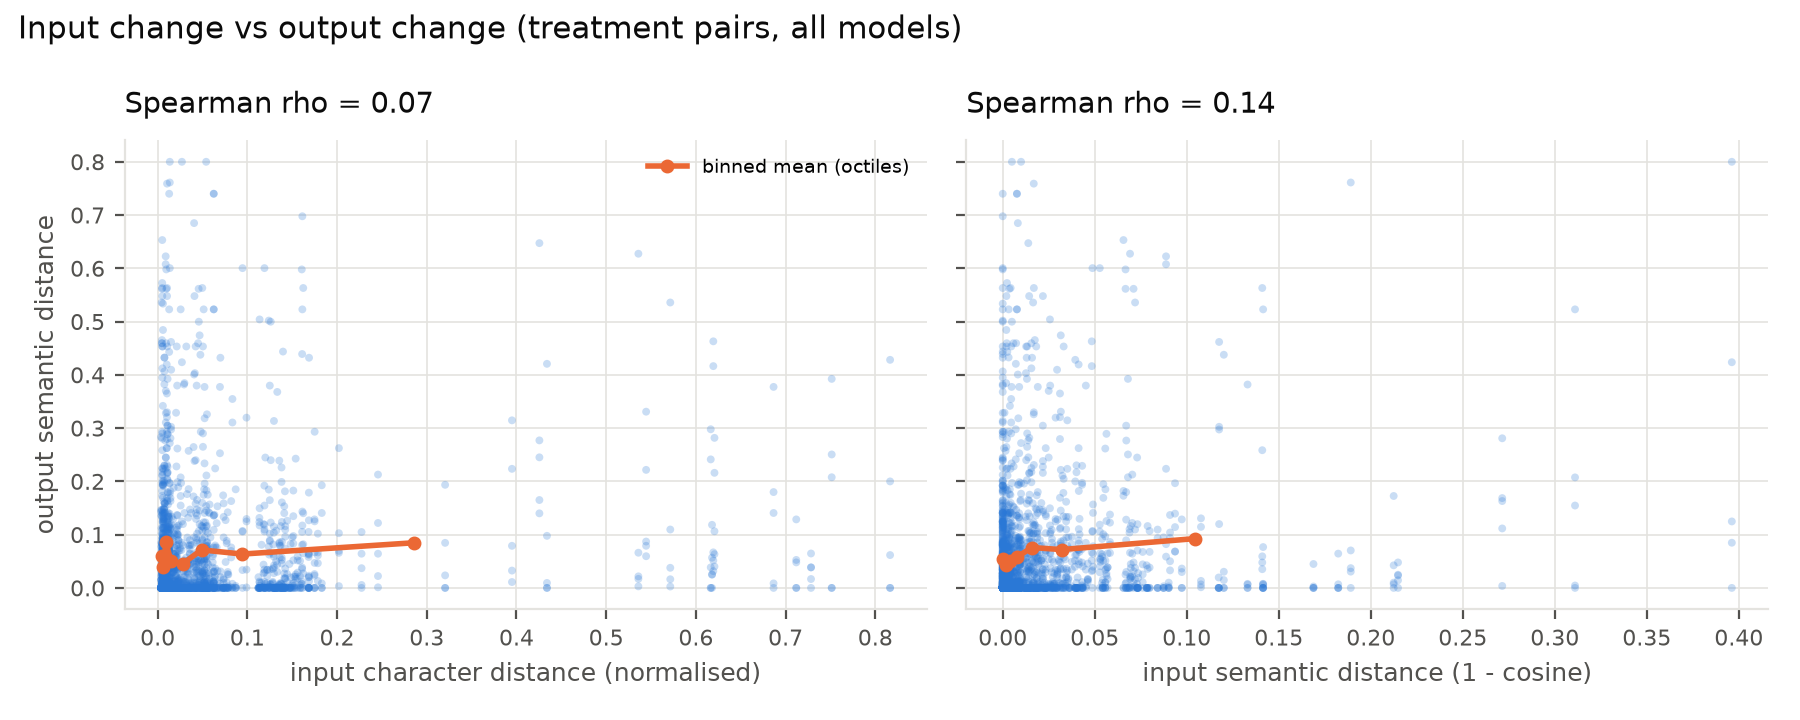 Input change vs output change (treatment pairs, all models)
Spearman rho = 0.07
Spearman rho = 0.14
binned mean (octiles)
output semantic distance
0.8
0.7
0.6
0.5
0.4
0.3
0.2
0.1
0.0
0.0 0.1 0.2 0.3 0.4 0.5 0.6 0.7 0.8
0.00 0.05 0.10 0.15 0.20 0.25 0.30 0.35 0.40
input character distance (normalised)
input semantic distance (1 - cosine)